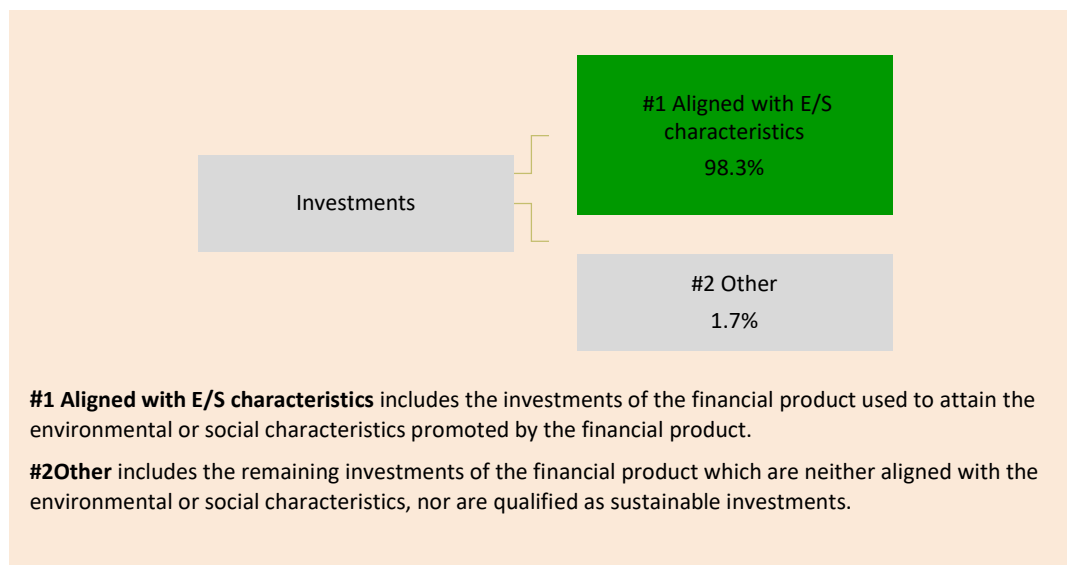 #1 Aligned with E/S
characteristics
98.3%
Investments
#2 Other
1.7%
#1 Aligned with E/S characteristics includes the investments of the financial product used to attain the
environmental or social characteristics promoted by the financial product.
#2Other includes the remaining investments of the financial product which are neither aligned with the
environmental or social characteristics, nor are qualified as sustainable investments.